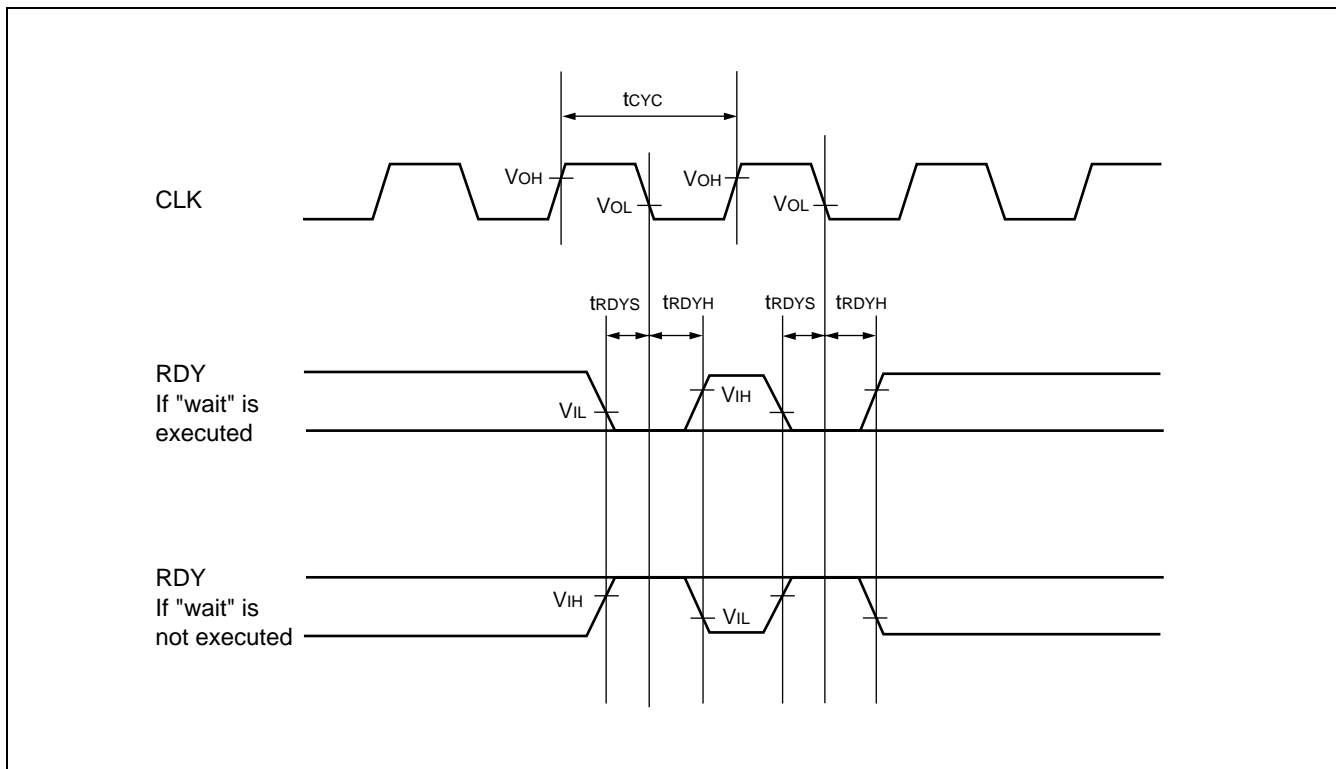 tCYC
VOH
VOH
CLK
VOL
VOL
tRDYS
tRDYH
tRDYS
tRDYH
RDY
If "wait" is
executed
VIL
VIH
RDY
If "wait" is
not executed
VIH
VIL